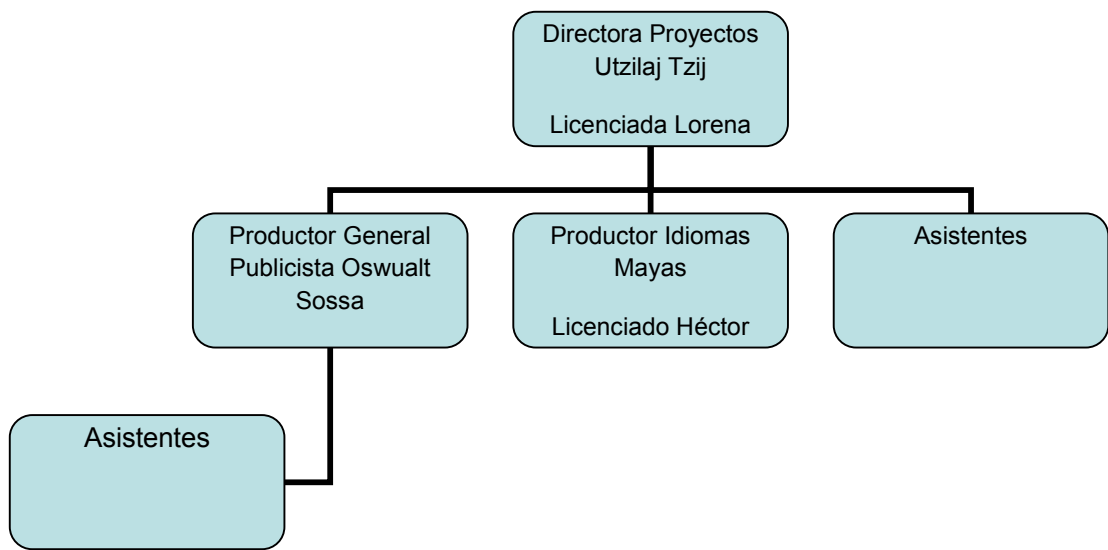 Directora Proyectos
Utzilaj Tzij
Licenciada Lorena
Productor General
Publicista Oswualt
Sossa
Productor Idiomas
Mayas
Licenciado Héctor
Asistentes
Asistentes